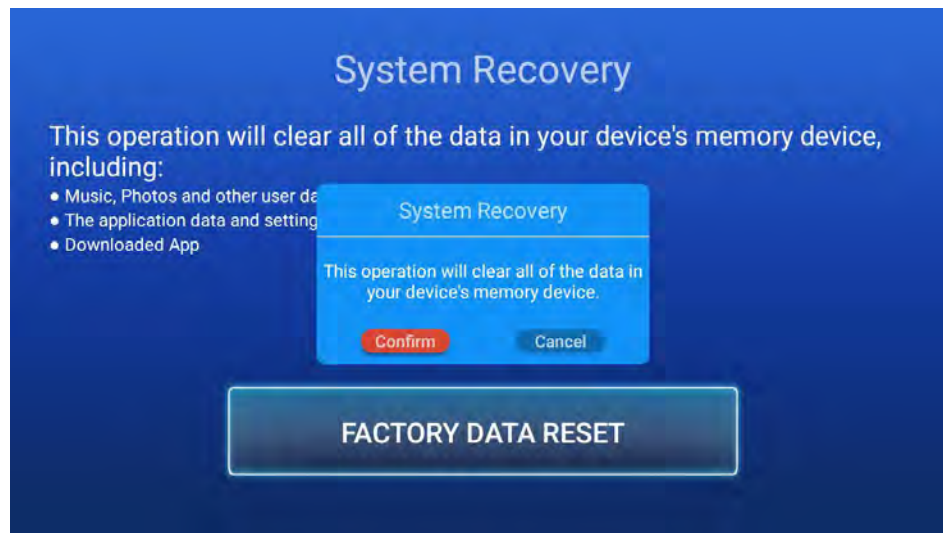 System Recovery
This operation will clear all of the data in your device's memory device,
including:
● Music, Photos and other user da
● The application data and setting
● Downloaded App
System Recovery
This operation will clear all of the data in
your device's memory device.
Confirm Cancel
FACTORY DATA RESET